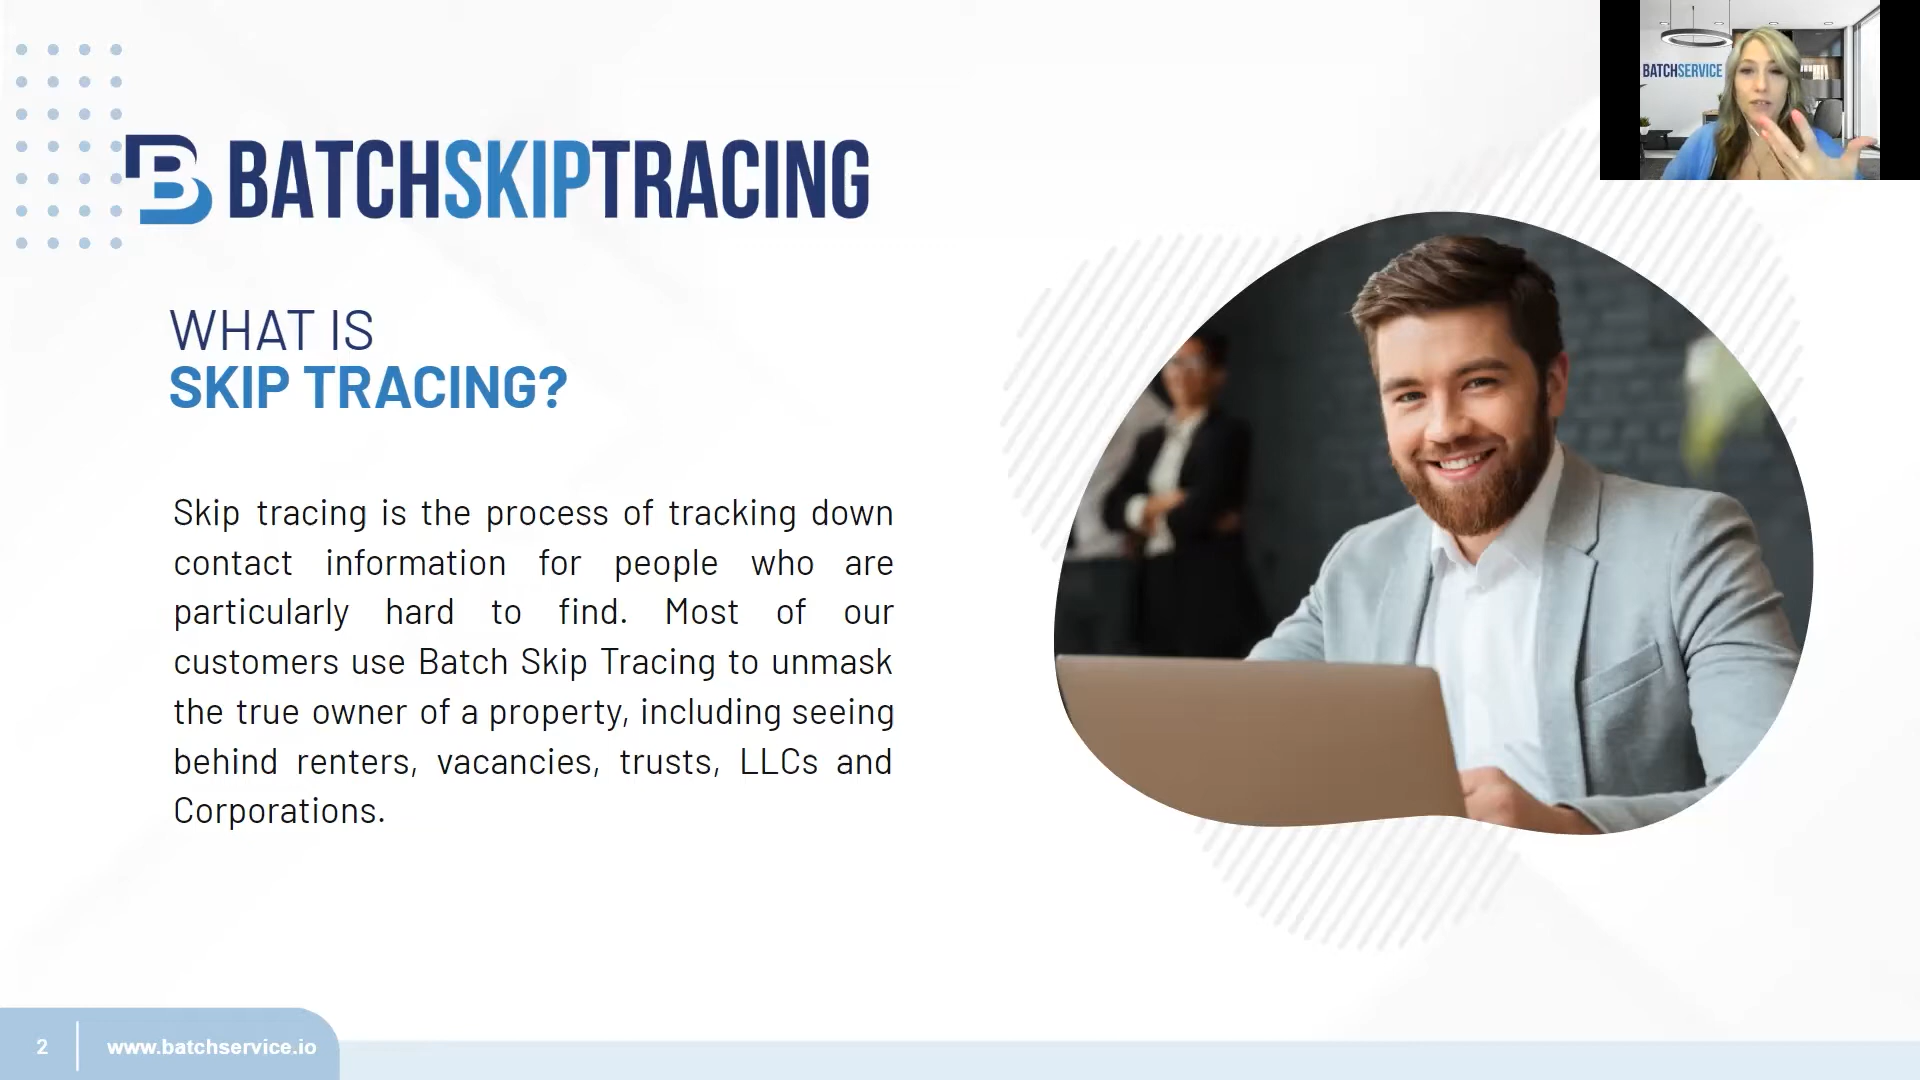 BATCHSERVICE
BATCHSKIPTRACING
WHAT IS
SKIP TRACING?
Skip tracing is the process of tracking down
contact information for people who are
particularly hard to find. Most of our
customers use Batch Skip Tracing to unmask
the true owner of a property, including seeing
behind renters, vacancies, trusts, LLCs and
Corporations.
2
www.batchservice.io